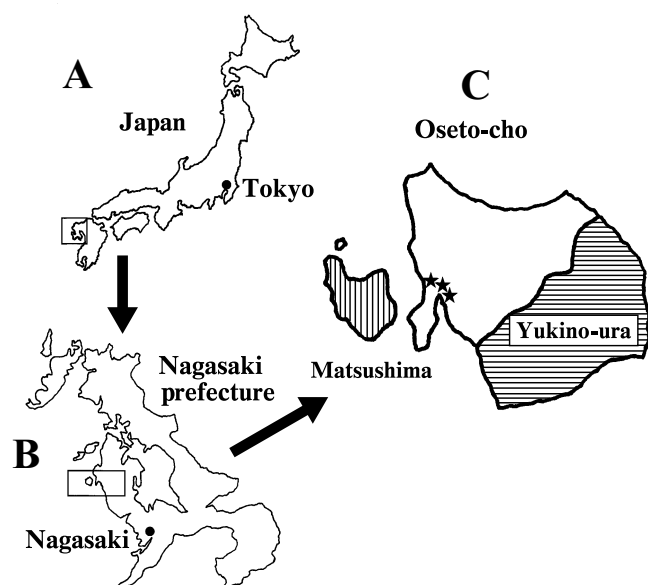 A
Japan
Tokyo
C
Oseto-cho
Yukino-ura
Matsushima
Nagasaki
prefecture
B
Nagasaki